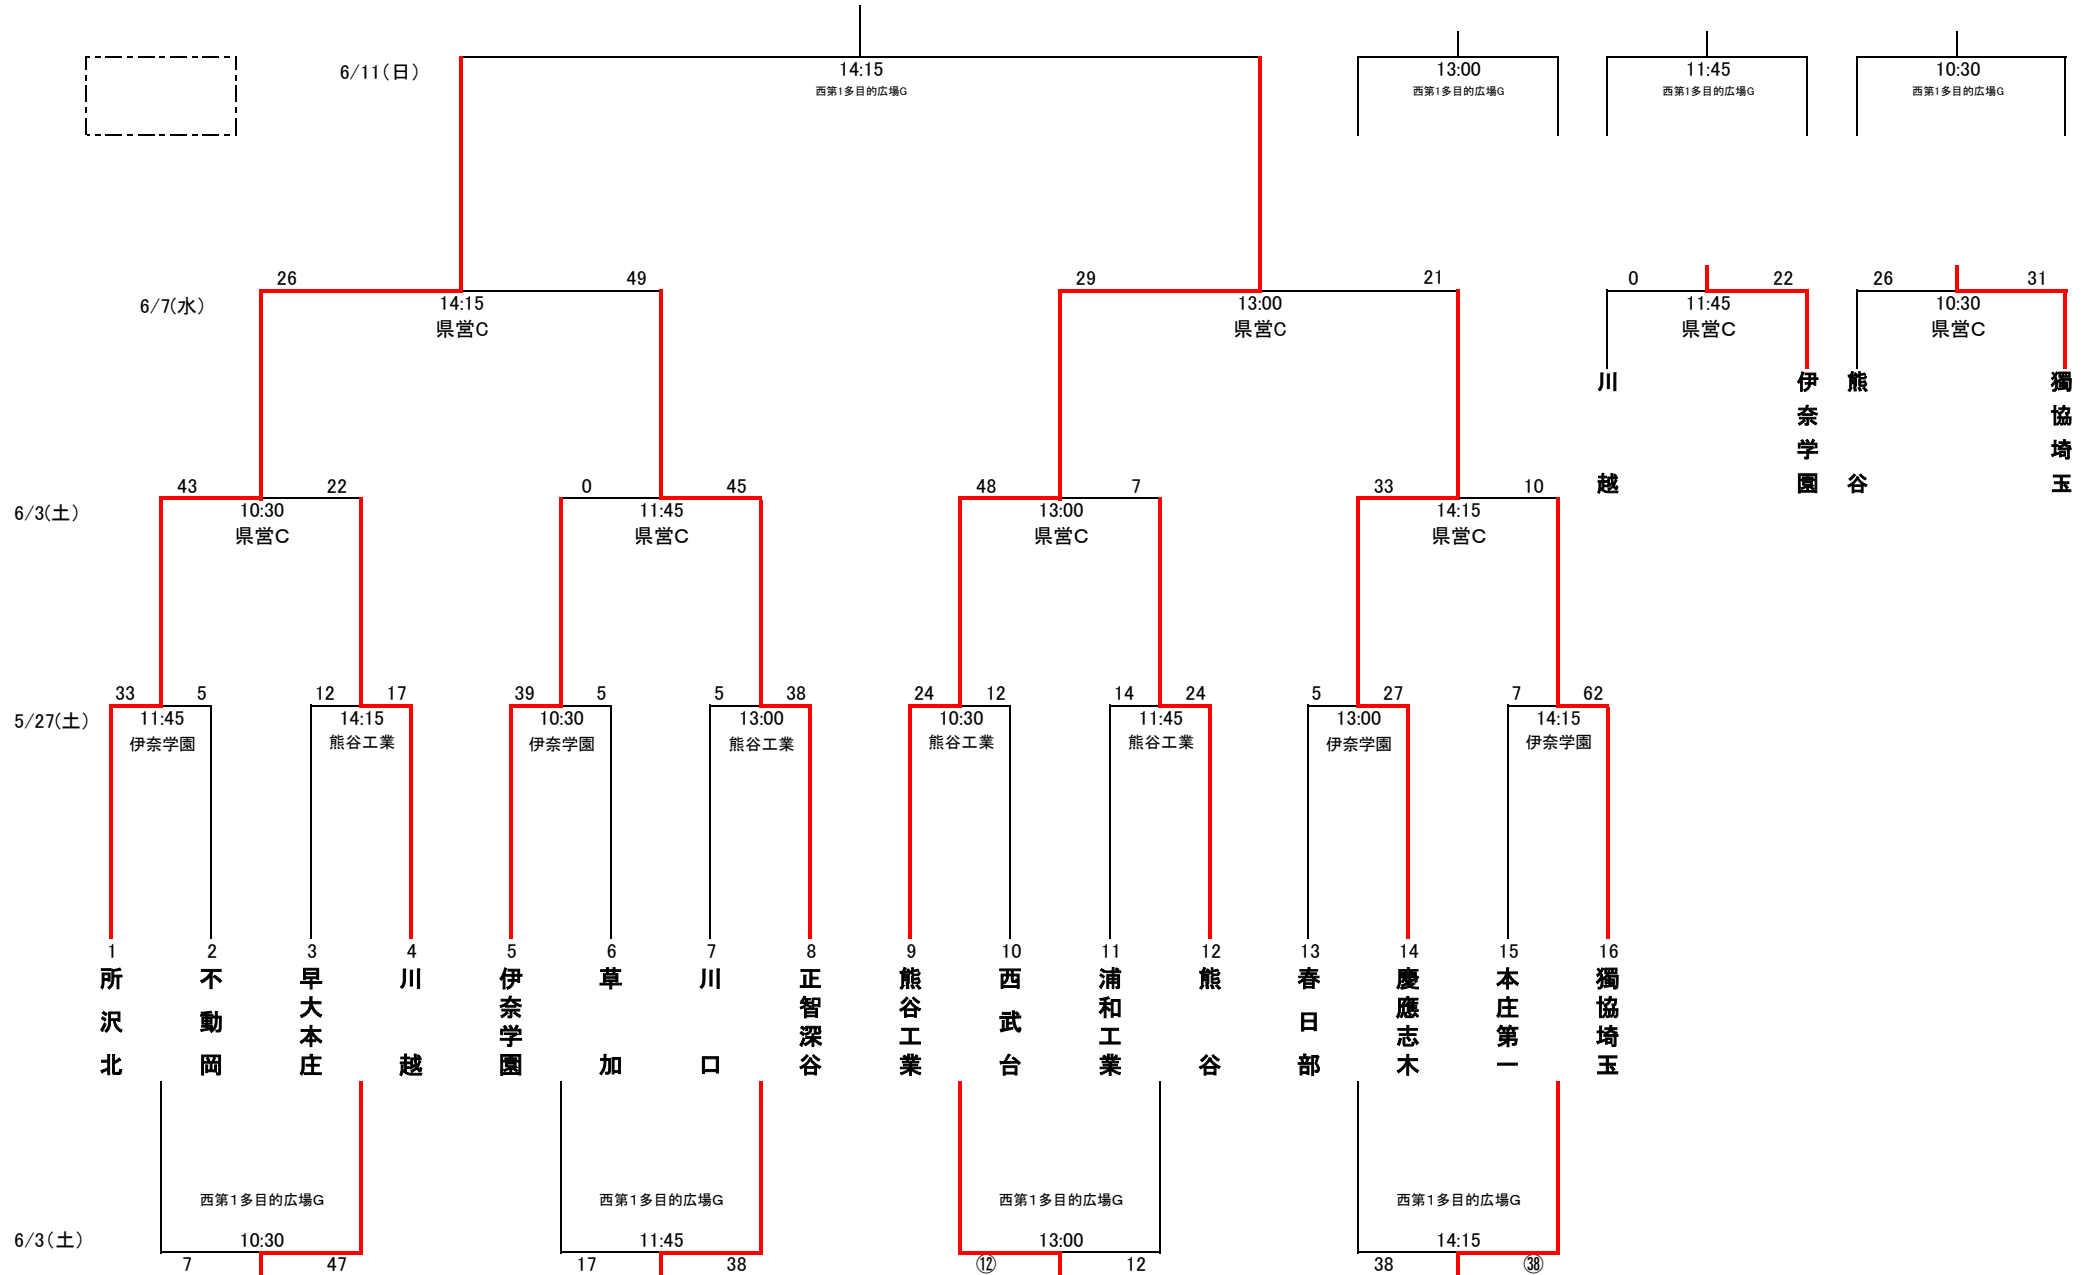 6/11(日)
14:15
西第1多目的広場G
13:00
西第1多目的広場G
11:45
西第1多目的広場G
10:30
西第1多目的広場G
6/7(水)
26
49
14:15
県営C
29
21
13:00
県営C
0
22
11:45
県営C
26
31
10:30
県営C
川越
伊奈学園
熊谷
獨協埼玉
6/3(土)
43
22
10:30
県営C
0
45
11:45
県営C
48
7
13:00
県営C
33
10
14:15
県営C
5/27(土)
33
5
11:45
伊奈学園
12
17
14:15
熊谷工業
39
5
10:30
伊奈学園
5
38
13:00
熊谷工業
24
12
10:30
熊谷工業
14
24
11:45
熊谷工業
5
27
13:00
伊奈学園
7
62
14:15
伊奈学園
1
所沢北
2
不動岡
3
早大本庄
4
川越
5
伊奈学園
6
草加
7
川口
8
正智深谷
9
熊谷工業
10
西武台
11
浦和工業
12
熊谷
13
春日部
14
慶應志木
15
本庄第一
16
獨協埼玉
6/3(土)
西第1多目的広場G
10:30
7
47
西第1多目的広場G
11:45
17
38
西第1多目的広場G
13:00
⑫
12
西第1多目的広場G
14:15
38
㊳